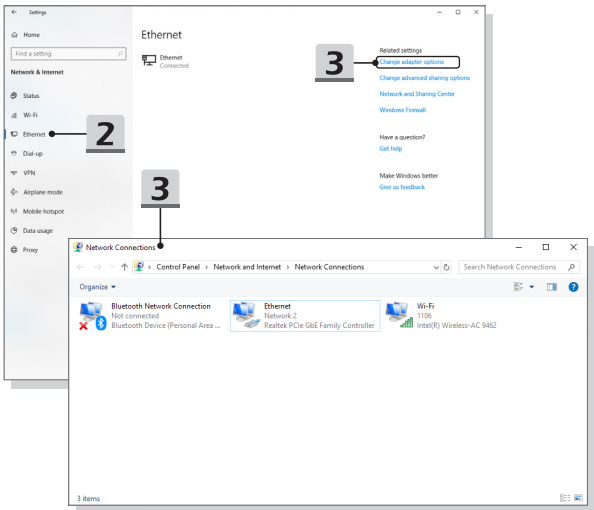 Settings
Home
Find a setting
Network & Internet
Status
Wi-Fi
Ethernet
Dial-up
VPN
Airplane mode
Mobile hotspot
Data usage
Proxy
2
Ethernet
Ethernet
Connected
3
Related settings
Change adapter options
Change advanced sharing options
Network and Sharing Center
Windows Firewall
Have a question?
Get help
Make Windows better
Give us feedback
3
Network Connections
Control Panel > Network and Internet > Network Connections
Search Network Connections
Organize
Bluetooth Network Connection
Not connected
Bluetooth Device (Personal Area ...
Ethernet
Network 2
Realtek PCIe GbE Family Controller
Wi-Fi
1106
Intel(R) Wireless-AC 9462
3 items